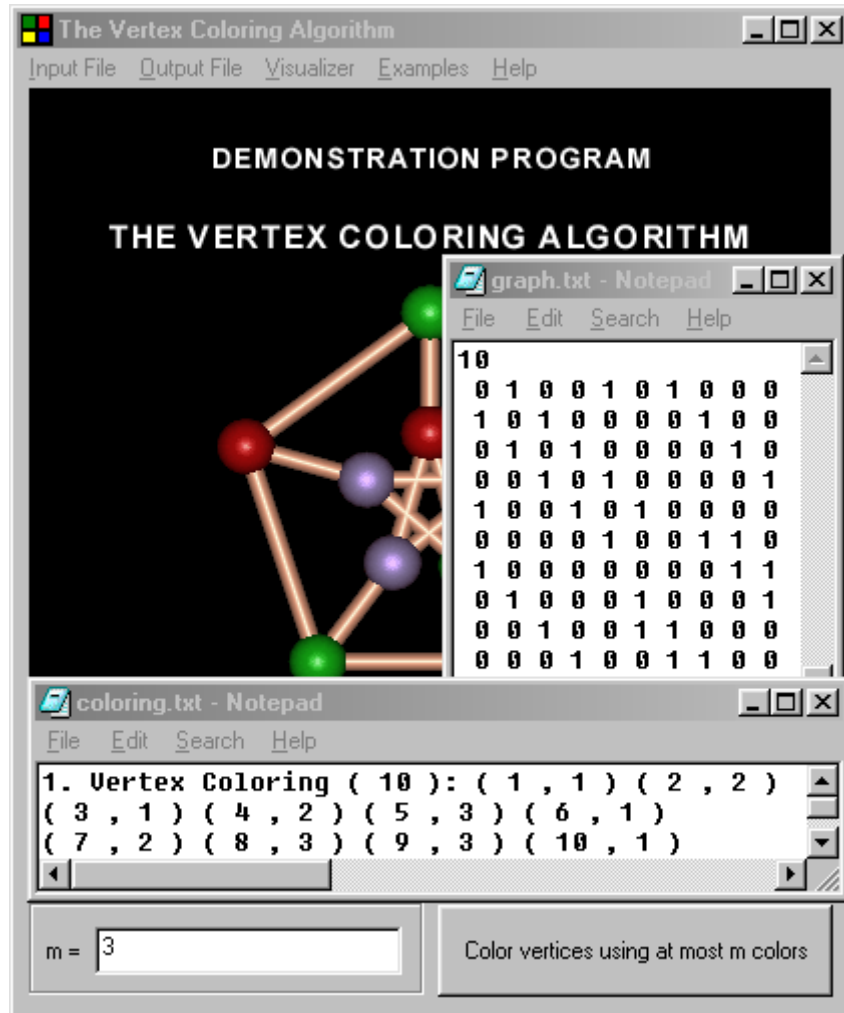 The Vertex Coloring Algorithm
Input File Output File Visualizer Examples Help
DEMONSTRATION PROGRAM
THE VERTEX COLORING ALGORITHM
graph.txt - Notepad
File Edit Search Help
10
0 1 0 0 1 0 1 0 0 0
1 0 1 0 0 0 0 1 0 0
0 1 0 1 0 0 0 0 1 0
0 0 1 0 1 0 0 0 0 1
1 0 0 1 0 1 0 0 0 0
0 0 0 0 1 0 0 1 1 0
1 0 0 0 0 0 0 0 1 1
0 1 0 0 0 1 0 0 0 1
0 0 1 0 0 1 1 0 0 0
0 0 0 1 0 0 1 1 0 0
coloring.txt - Notepad
File Edit Search Help
1. Vertex Coloring ( 10 ): ( 1 , 1 ) ( 2 , 2 )
( 3 , 1 ) ( 4 , 2 ) ( 5 , 3 ) ( 6 , 1 )
( 7 , 2 ) ( 8 , 3 ) ( 9 , 3 ) ( 10 , 1 )
m = 3
Color vertices using at most m colors